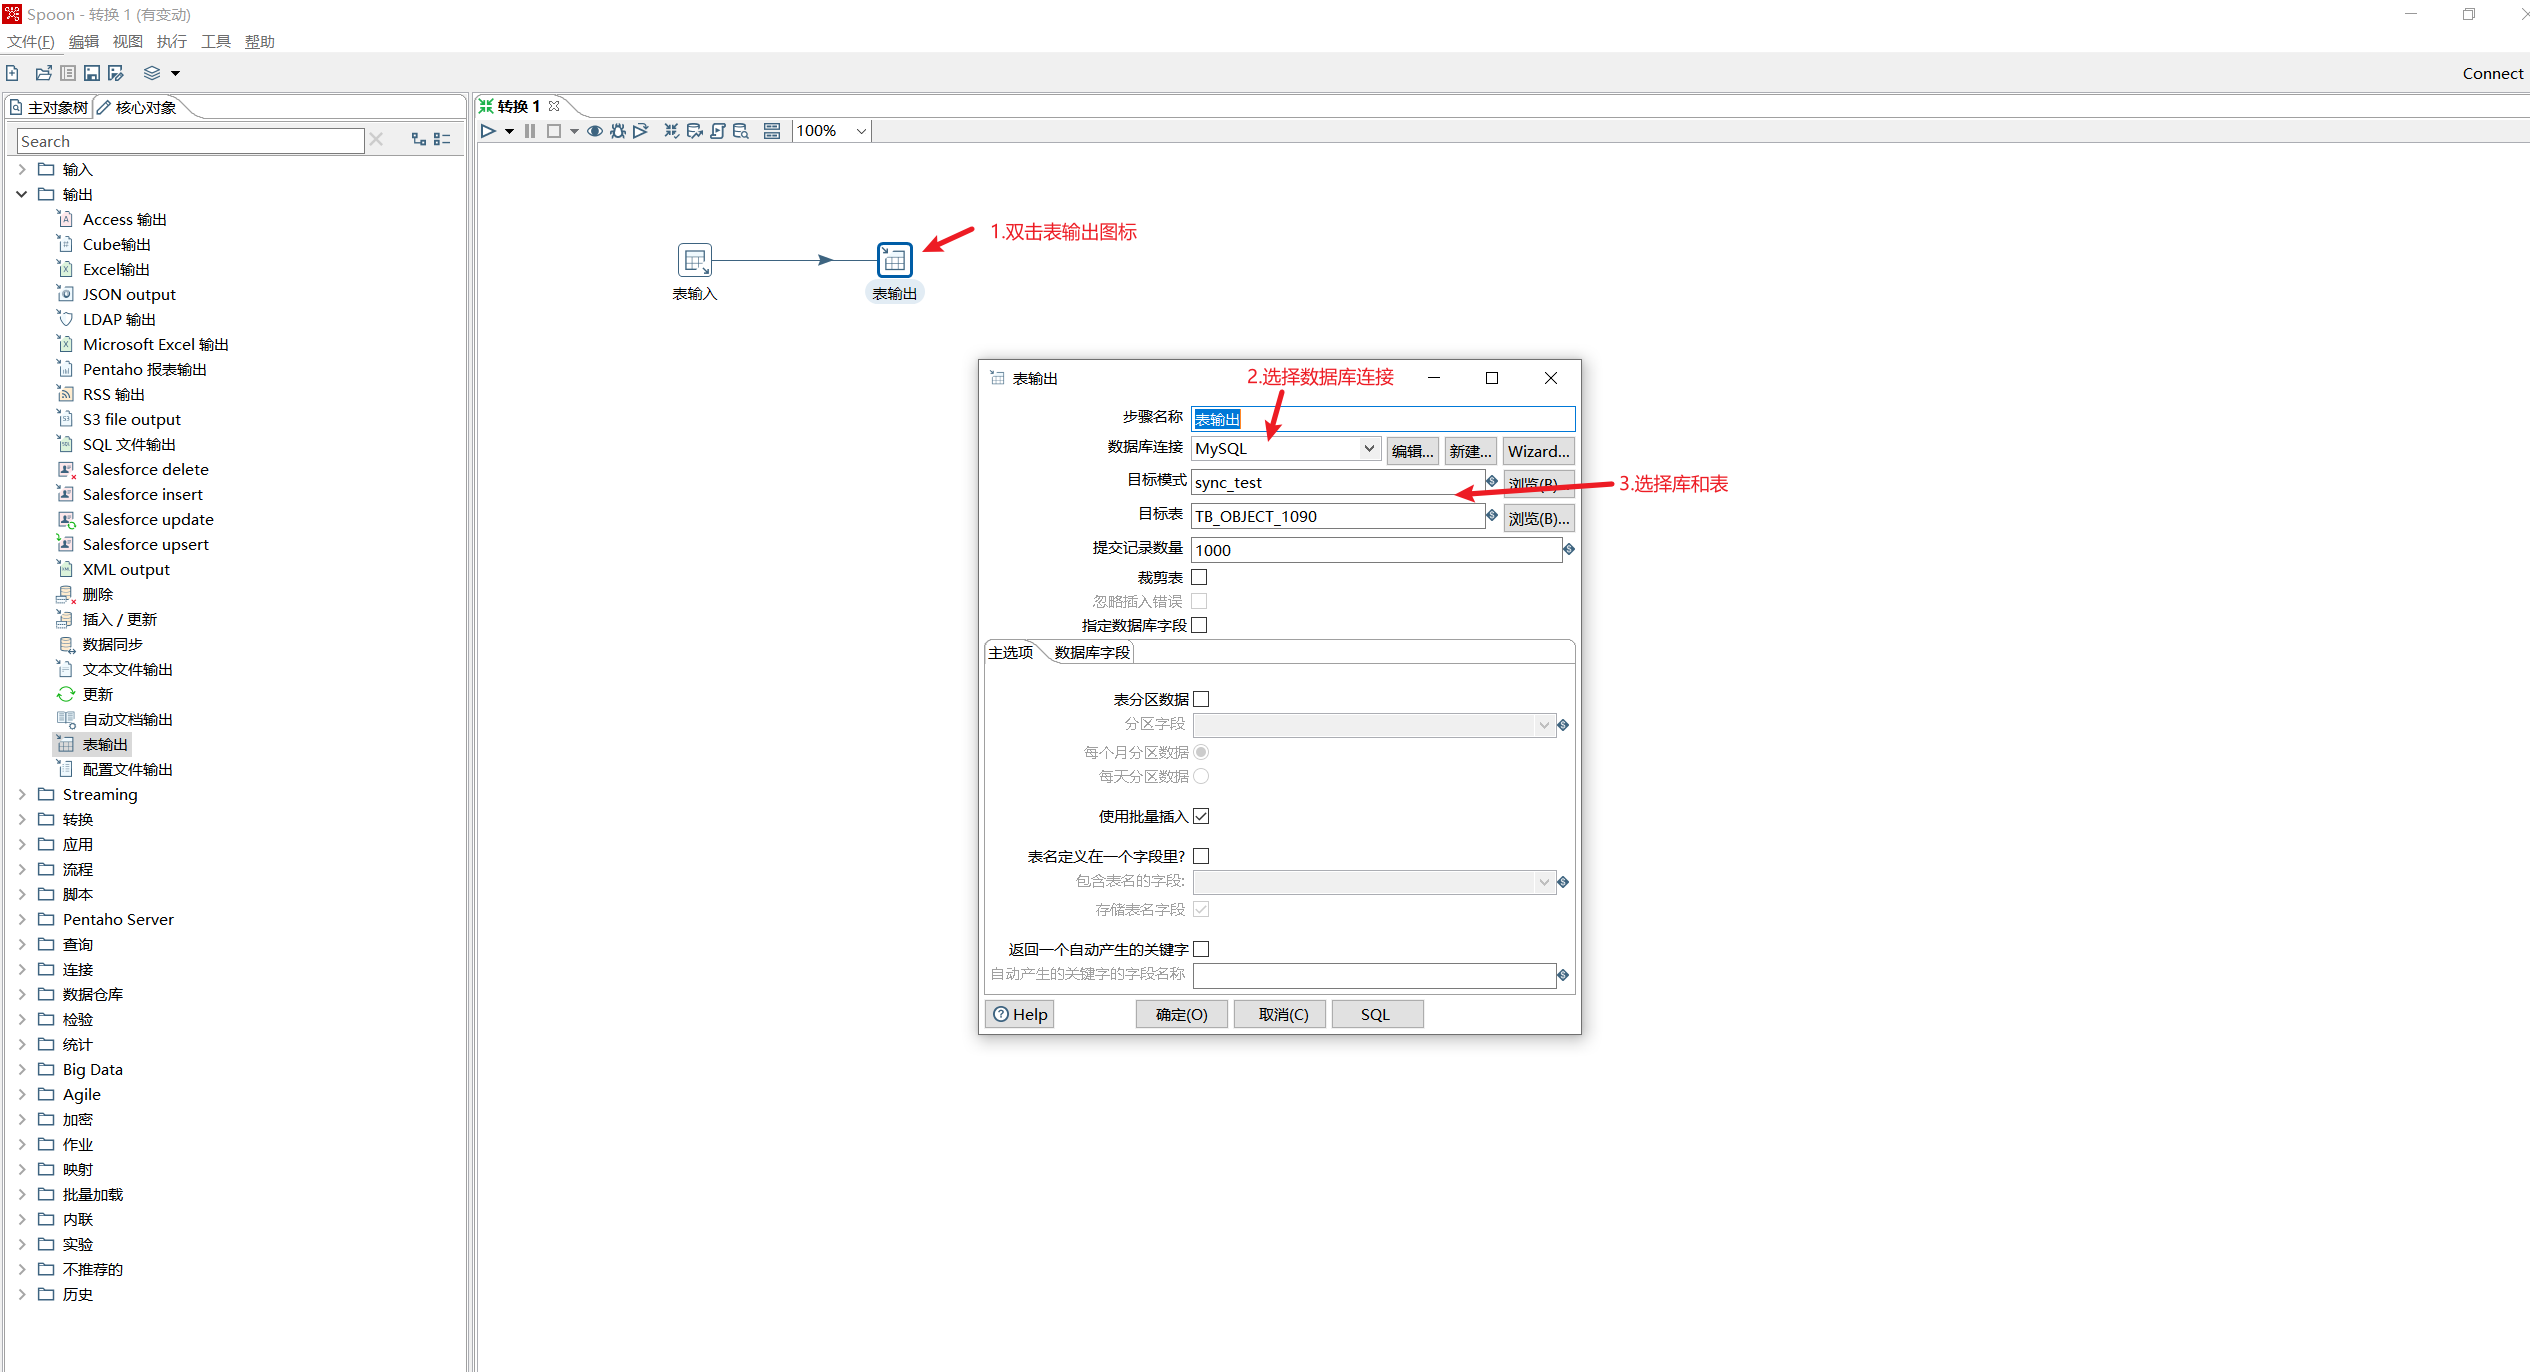 Spoon - 转换 1 (有变动)
文件(F) 编辑 视图 执行 工具 帮助
Connect
主对象树 核心对象
转换 1
Search
100%
输入
输出
Access 输出
Cube输出
Excel输出
JSON output
LDAP 输出
Microsoft Excel 输出
Pentaho 报表输出
RSS 输出
S3 file output
SQL 文件输出
Salesforce delete
Salesforce insert
Salesforce update
Salesforce upsert
XML output
删除
插入 / 更新
数据同步
文本文件输出
更新
自动文档输出
表输出
配置文件输出
Streaming
转换
应用
流程
脚本
Pentaho Server
查询
连接
数据仓库
检验
统计
Big Data
Agile
加密
作业
映射
批量加载
内联
实验
不推荐的
历史
1.双击表输出图标
表输入 表输出
表输出
2.选择数据库连接
步骤名称 表输出
数据库连接 MySQL 编辑... 新建... Wizard...
目标模式 sync_test 浏览(B)...
3.选择库和表
目标表 TB_OBJECT_1090 浏览(B)...
提交记录数量 1000
裁剪表
忽略插入错误
指定数据库字段
主选项 数据库字段
表分区数据
分区字段
每个月分区数据
每天分区数据
使用批量插入
表名定义在一个字段里?
包含表名的字段:
存储表名字段
返回一个自动产生的关键字
自动产生的关键字的字段名称
Help 确定(O) 取消(C) SQL